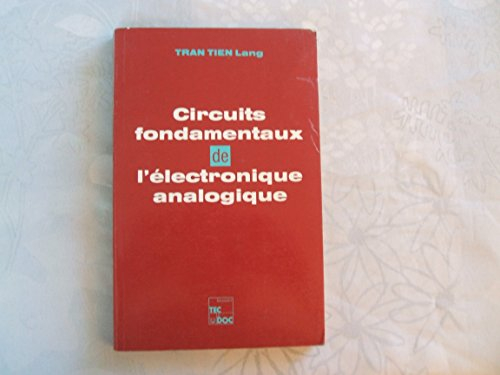 TRAN TIEN Lang
Circuits
fondamentaux
de
l'électronique
analogique
TEC
DOC